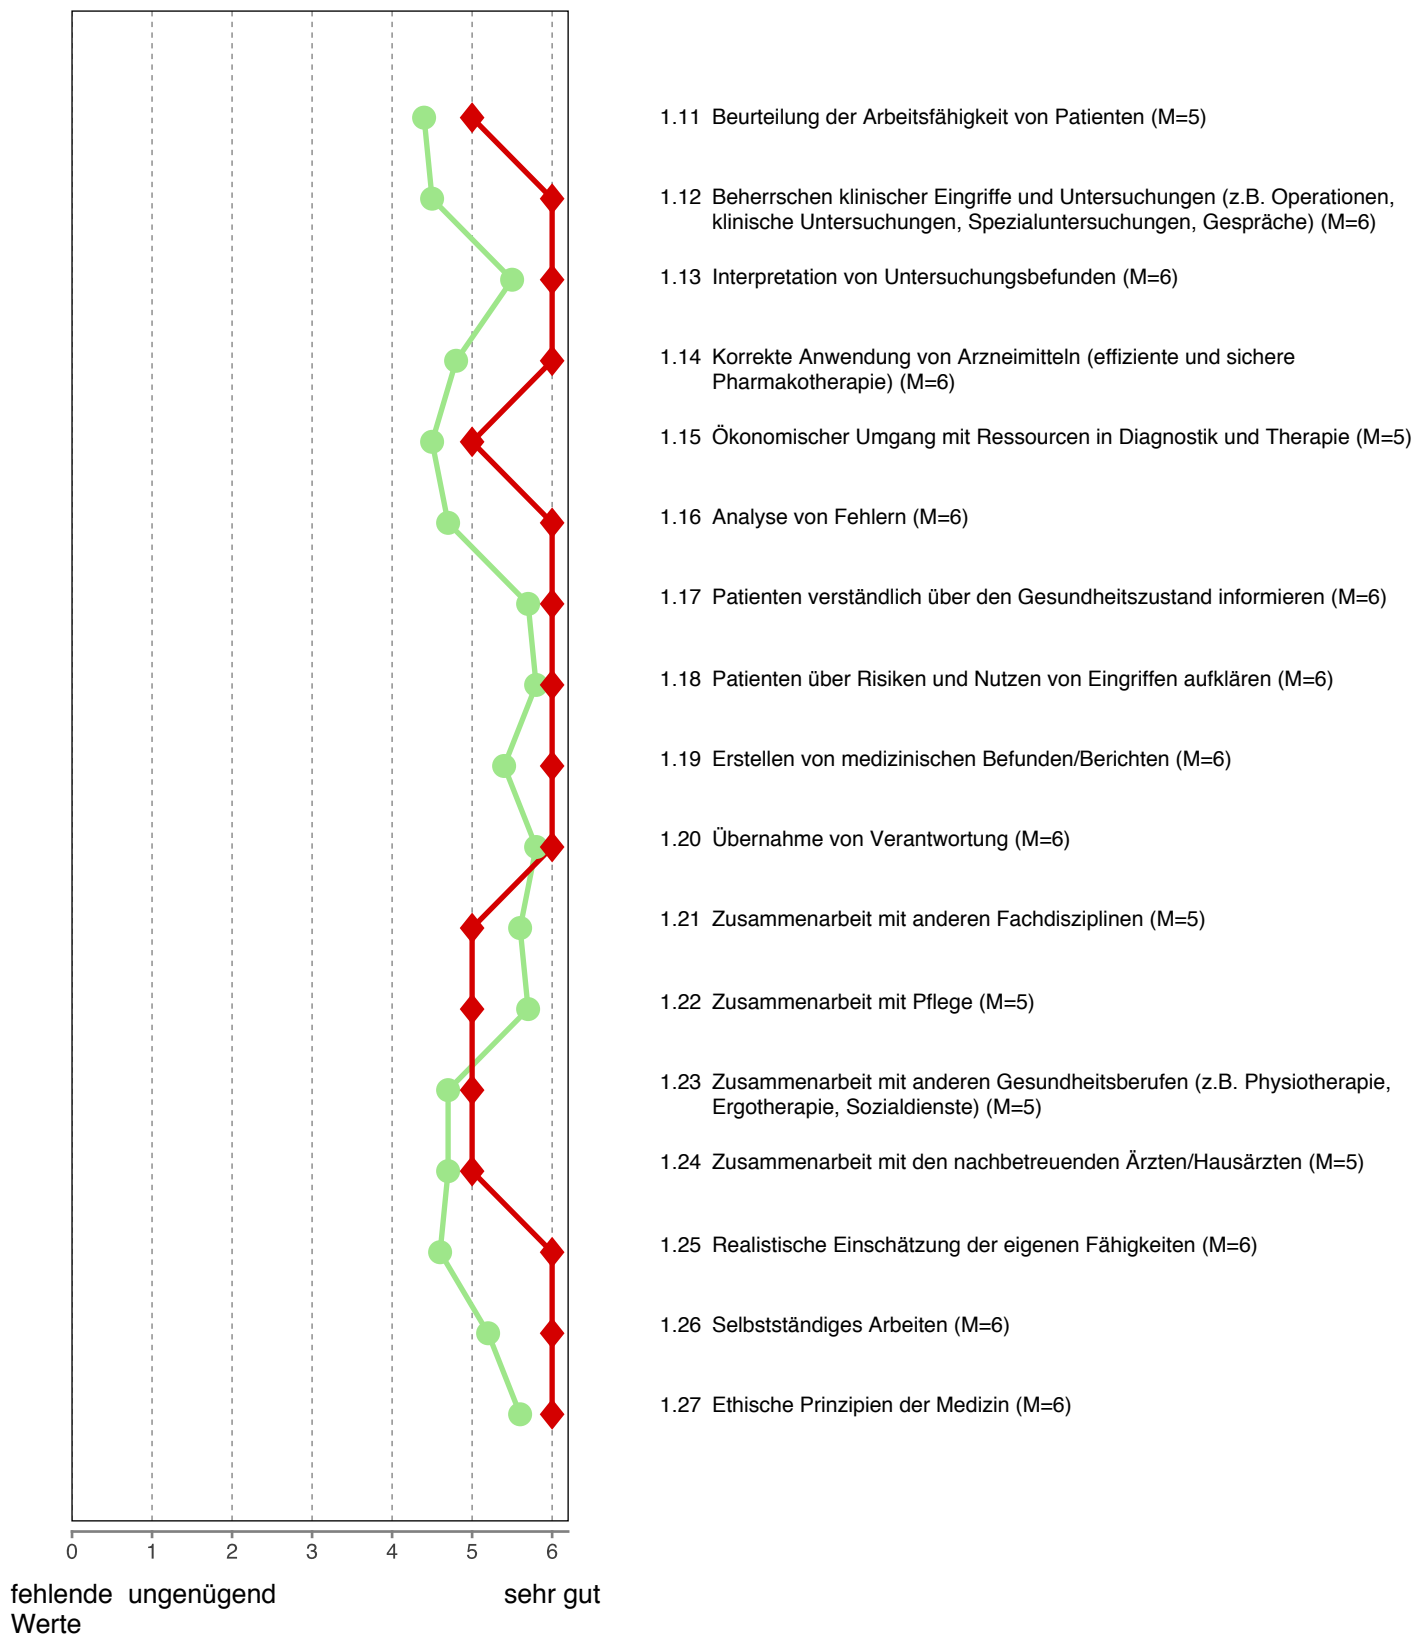 1.11 Beurteilung der Arbeitsfähigkeit von Patienten (M=5)
1.12 Beherrschen klinischer Eingriffe und Untersuchungen (z.B. Operationen,
klinische Untersuchungen, Spezialuntersuchungen, Gespräche) (M=6)
1.13 Interpretation von Untersuchungsbefunden (M=6)
1.14 Korrekte Anwendung von Arzneimitteln (effiziente und sichere
Pharmakotherapie) (M=6)
1.15 Ökonomischer Umgang mit Ressourcen in Diagnostik und Therapie (M=5)
1.16 Analyse von Fehlern (M=6)
1.17 Patienten verständlich über den Gesundheitszustand informieren (M=6)
1.18 Patienten über Risiken und Nutzen von Eingriffen aufklären (M=6)
1.19 Erstellen von medizinischen Befunden/Berichten (M=6)
1.20 Übernahme von Verantwortung (M=6)
1.21 Zusammenarbeit mit anderen Fachdisziplinen (M=5)
1.22 Zusammenarbeit mit Pflege (M=5)
1.23 Zusammenarbeit mit anderen Gesundheitsberufen (z.B. Physiotherapie,
Ergotherapie, Sozialdienste) (M=5)
1.24 Zusammenarbeit mit den nachbetreuenden Ärzten/Hausärzten (M=5)
1.25 Realistische Einschätzung der eigenen Fähigkeiten (M=6)
1.26 Selbstständiges Arbeiten (M=6)
1.27 Ethische Prinzipien der Medizin (M=6)
0 1 2 3 4 5 6
fehlende ungenügend sehr gut
Werte